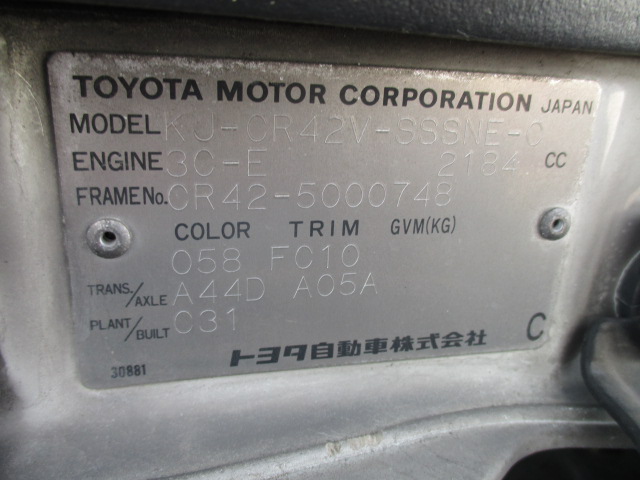 TOYOTA MOTOR CORPORATION JAPAN
MODEL KJ-CR42V-SSSNE-C
ENGINE 3C-E 2184 CC
FRAME No. CR42-5000748
COLOR TRIM GVM(KG)
058 FC10
TRANS./AXLE A44D A05A
PLANT/BUILT C31
トヨタ自動車株式会社 C
30881